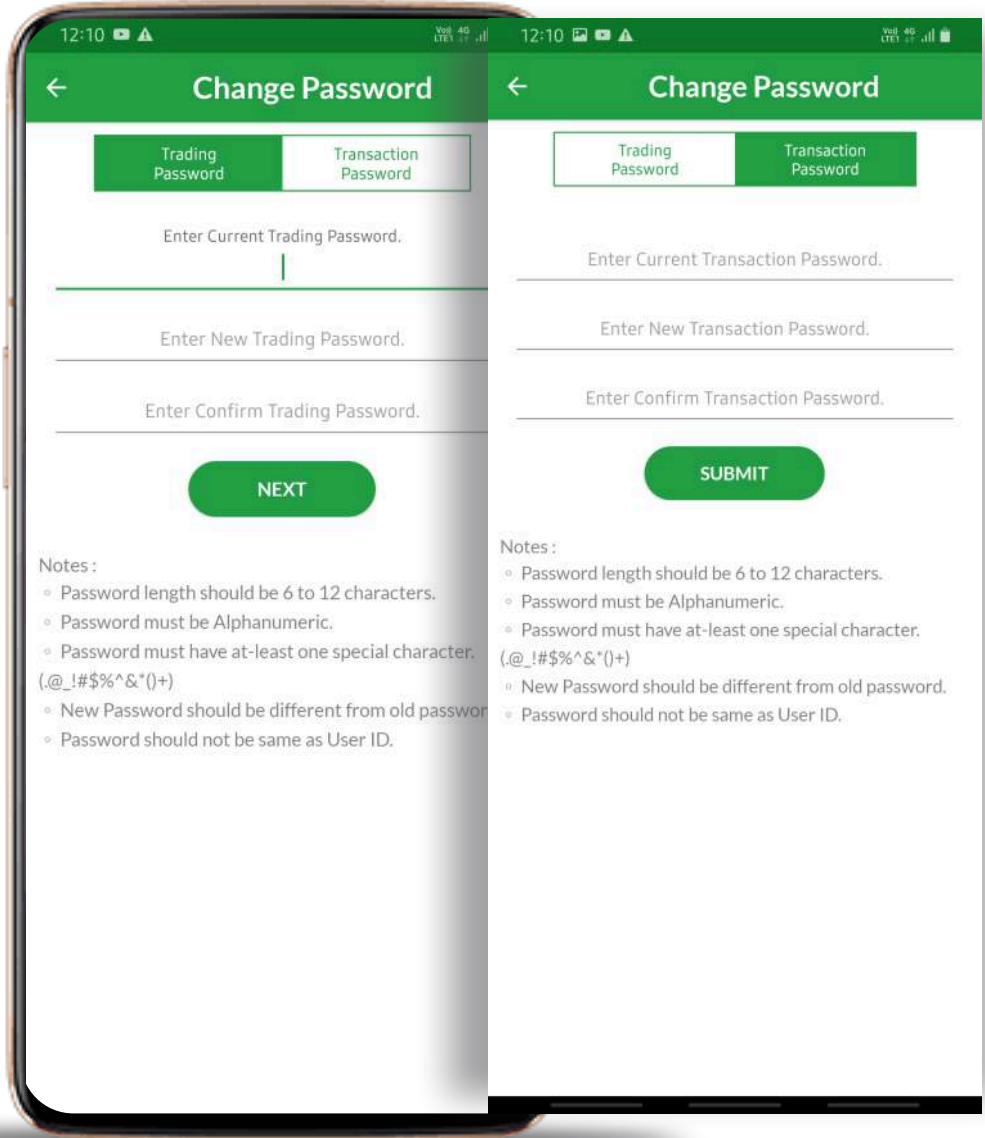 12:10
VoI) 4G
LTE1
Change Password
Trading
Password
Transaction
Password
Enter Current Trading Password.
Enter New Trading Password.
Enter Confirm Trading Password.
NEXT
Notes :
Password length should be 6 to 12 characters.
Password must be Alphanumeric.
Password must have at-least one special character.
(.@_!#$%^&*()+)
New Password should be different from old passwor
Password should not be same as User ID.
12:10
VoI) 4G
LTE1
Change Password
Trading
Password
Transaction
Password
Enter Current Transaction Password.
Enter New Transaction Password.
Enter Confirm Transaction Password.
SUBMIT
Notes :
Password length should be 6 to 12 characters.
Password must be Alphanumeric.
Password must have at-least one special character.
(.@_!#$%^&*()+)
New Password should be different from old password.
Password should not be same as User ID.